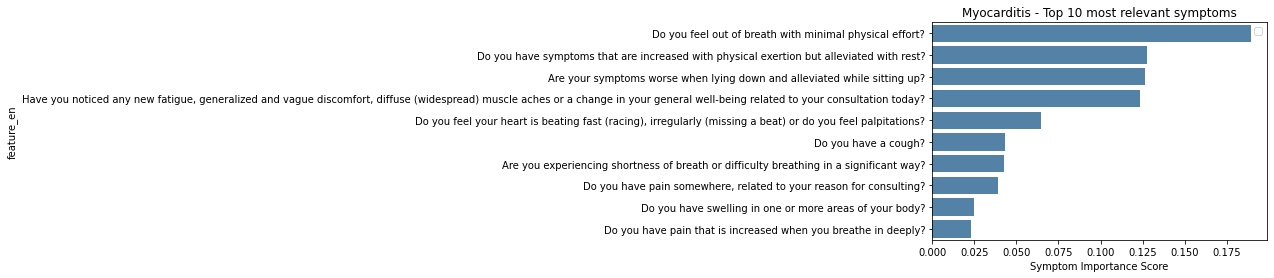 Myocarditis - Top 10 most relevant symptoms
feature_en
Do you feel out of breath with minimal physical effort?
Do you have symptoms that are increased with physical exertion but alleviated with rest?
Are your symptoms worse when lying down and alleviated while sitting up?
Have you noticed any new fatigue, generalized and vague discomfort, diffuse (widespread) muscle aches or a change in your general well-being related to your consultation today?
Do you feel your heart is beating fast (racing), irregularly (missing a beat) or do you feel palpitations?
Do you have a cough?
Are you experiencing shortness of breath or difficulty breathing in a significant way?
Do you have pain somewhere, related to your reason for consulting?
Do you have swelling in one or more areas of your body?
Do you have pain that is increased when you breathe in deeply?
0.000 0.025 0.050 0.075 0.100 0.125 0.150 0.175
Symptom Importance Score